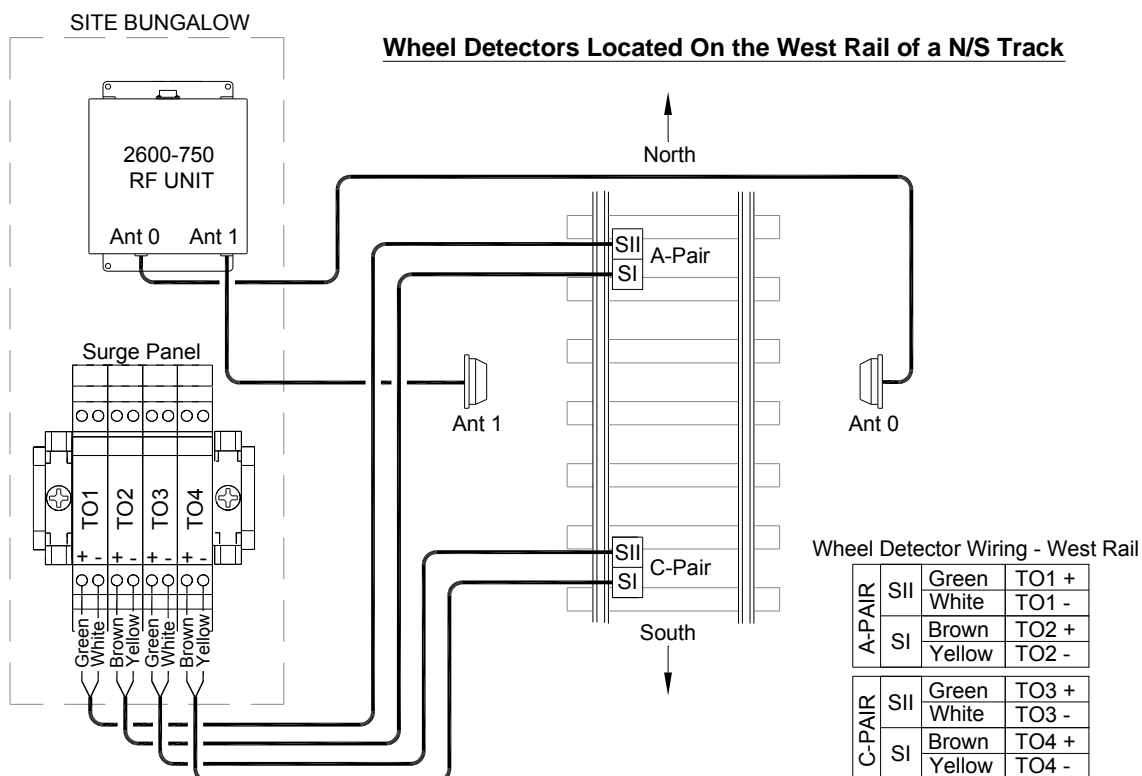 SITE BUNGALOW
Wheel Detectors Located On the West Rail of a N/S Track
2600-750
RF UNIT
Ant 0 Ant 1
North
SII
SI
A-Pair
Surge Panel
Ant 1
Ant 0
TO1 TO2 TO3 TO4
+ - + - + - + -
Green White Brown Yellow Green White Brown Yellow
SII
SI
C-Pair
South
Wheel Detector Wiring - West Rail
A-PAIR
SII Green TO1 +
White TO1 -
SI Brown TO2 +
Yellow TO2 -
C-PAIR
SII Green TO3 +
White TO3 -
SI Brown TO4 +
Yellow TO4 -